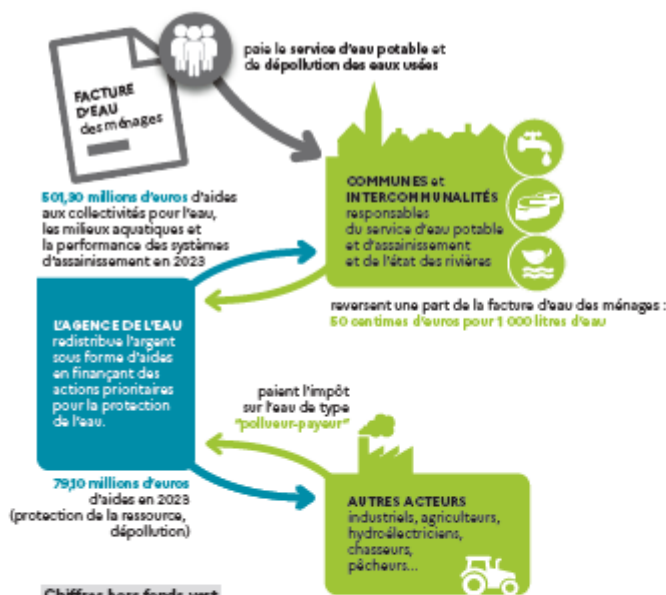 FACTURE
D'EAU
des ménages
paie le service d'eau potable et
de dépollution des eaux usées
COMMUNES et
INTERCOMMUNALITÉS
responsables
du service d'eau potable
et d'assainissement
et de l'état des rivières
501,30 millions d'euros d'aides
aux collectivités pour l'eau,
les milieux aquatiques et
la performance des systèmes
d'assainissement en 2023
reversent une part de la facture d'eau des ménages :
50 centimes d'euros pour 1 000 litres d'eau
L'AGENCE DE L'EAU
redistribue l'argent
sous forme d'aides
en finançant des
actions prioritaires
pour la protection
de l'eau.
paient l'impôt
sur l'eau de type
"pollueur-payeur"
79,10 millions d'euros
d'aides en 2023
(protection de la ressource,
dépollution)
AUTRES ACTEURS
industriels, agriculteurs,
hydroélectriciens,
chasseurs,
pêcheurs...
Chiffres hors fonds vert